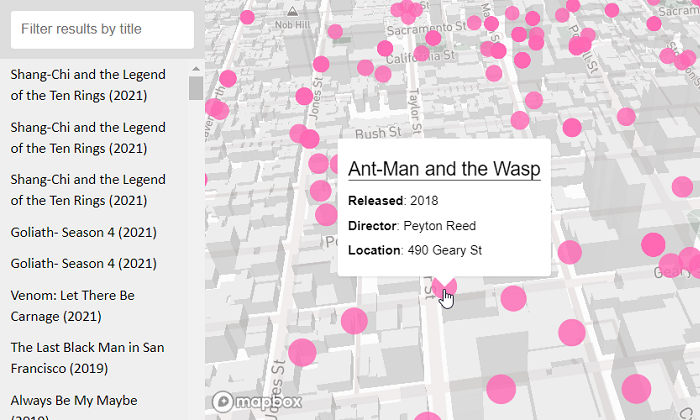 Filter results by title
Shang-Chi and the Legend
of the Ten Rings (2021)
Shang-Chi and the Legend
of the Ten Rings (2021)
Shang-Chi and the Legend
of the Ten Rings (2021)
Goliath- Season 4 (2021)
Goliath- Season 4 (2021)
Venom: Let There Be
Carnage (2021)
The Last Black Man in San
Francisco (2019)
Always Be My Maybe
(2019)
Nob Hill
Sacramento St
California St
Jones St
Taylor St
Bush St
Ant-Man and the Wasp
Released: 2018
Director: Peyton Reed
Location: 490 Geary St
Jones St
mapbox